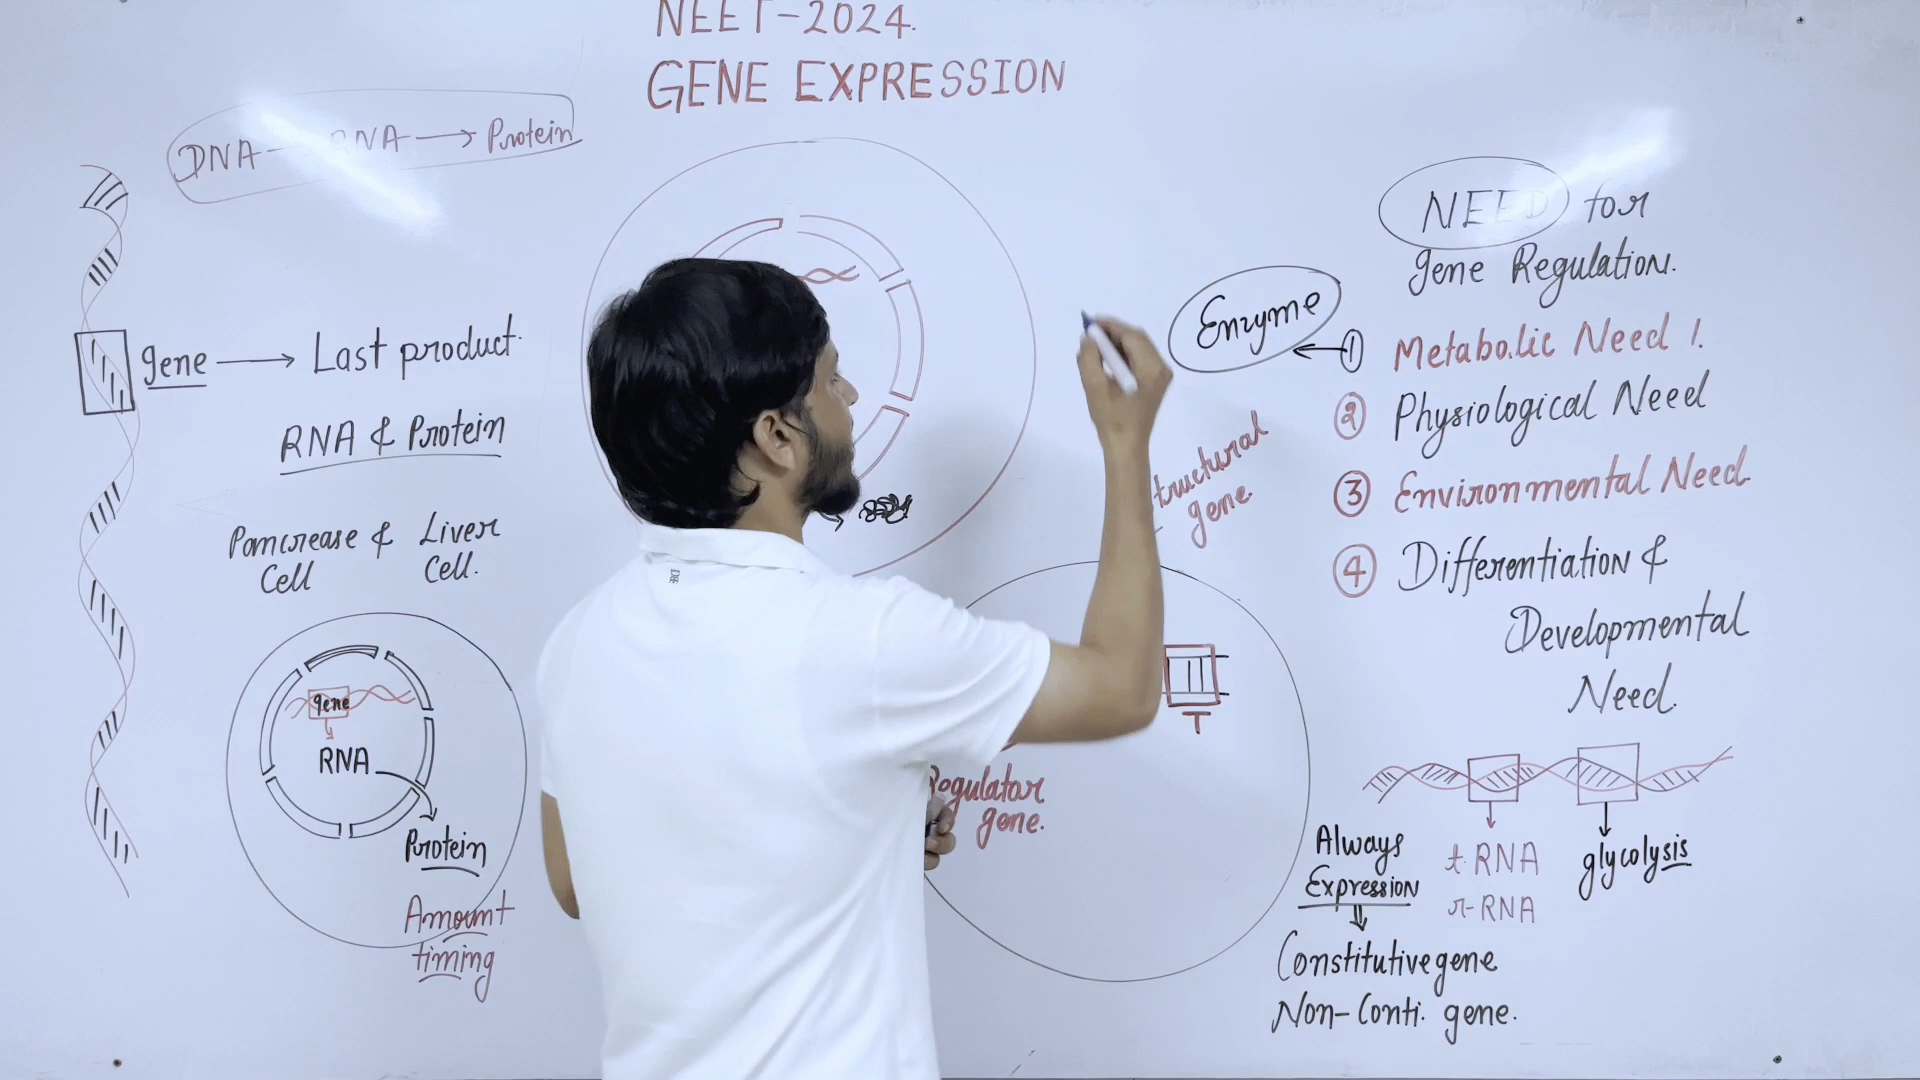 NEET-2024.
GENE EXPRESSION
DNA RNA → Protein
gene → Last product.
RNA & Protein
Pancrease & Liver
Cell Cell.
gene
RNA
Protein
Amount
timing
Enzyme
tructural
gene.
T
Regulator
gene.
NEED for
gene Regulation.
① Metabolic Need 1.
② Physiological Need
③ Environmental Need
④ Differentiation &
Developmental
Need.
Always
Expression
t.RNA
r-RNA
glycolysis
Constitutive gene
Non-Conti. gene.